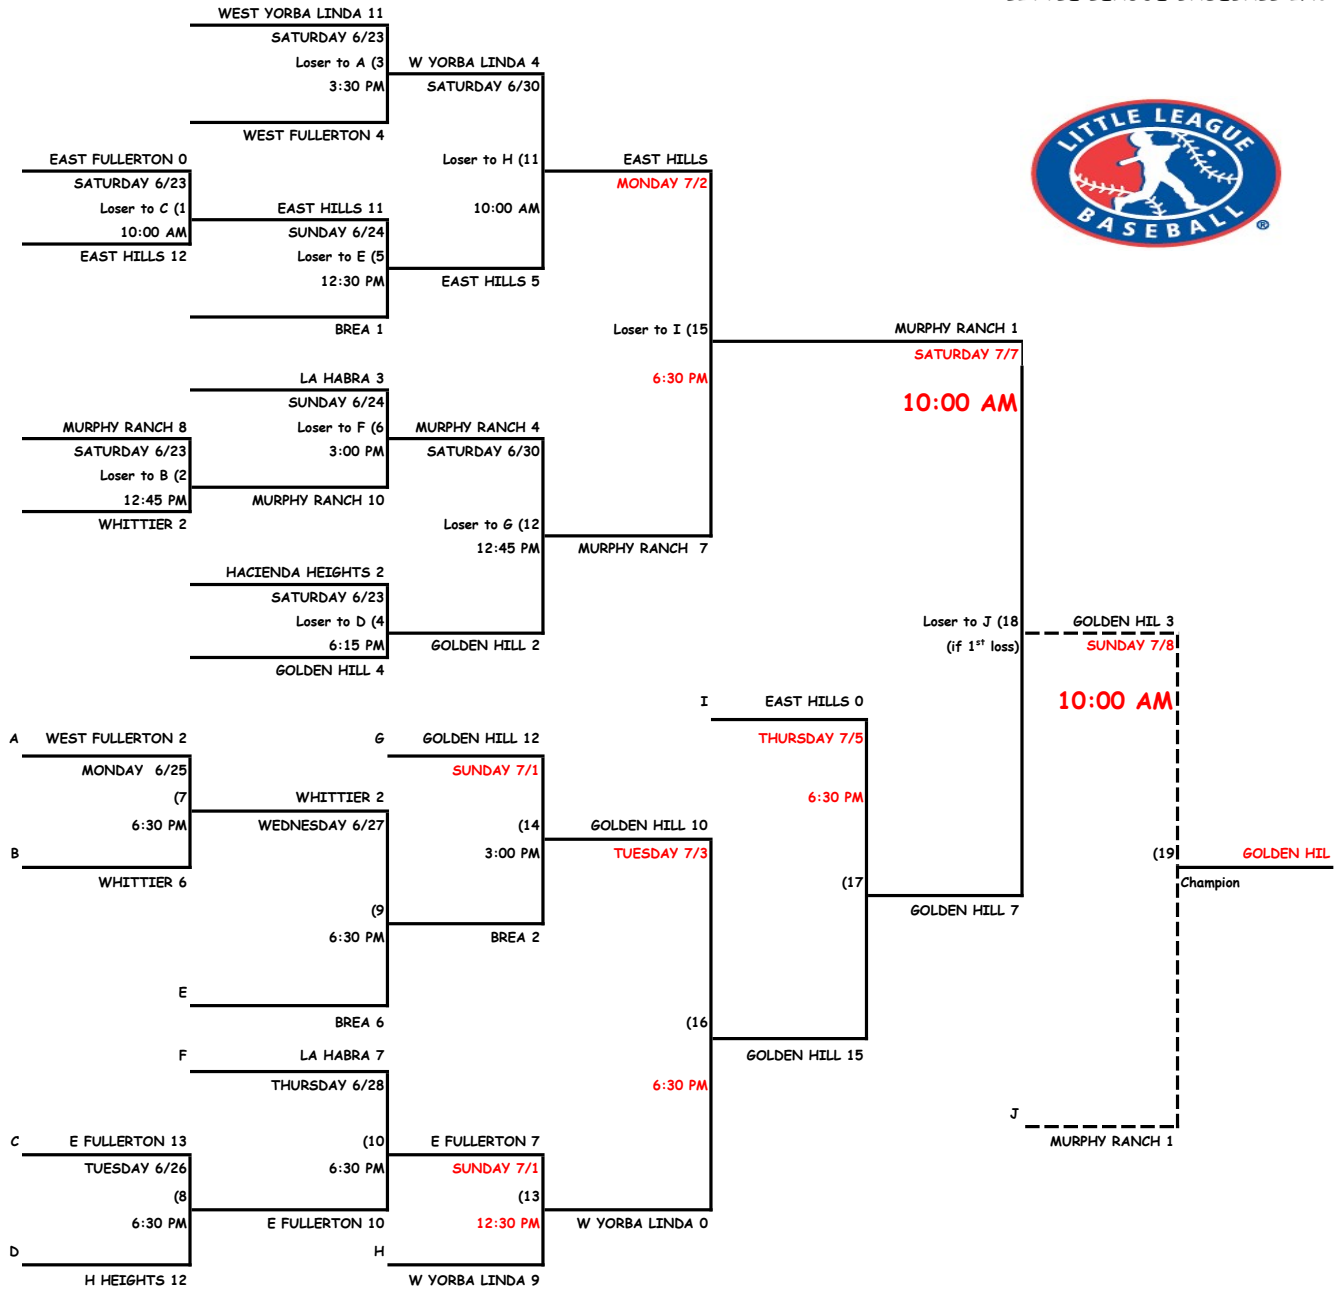 WEST YORBA LINDA 11
SATURDAY 6/23
Loser to A (3
W YORBA LINDA 4
3:30 PM
SATURDAY 6/30
WEST FULLERTON 4
LITTLE LEAGUE
BASEBALL
®
EAST FULLERTON 0
Loser to H (11
EAST HILLS
SATURDAY 6/23
MONDAY 7/2
Loser to C (1
EAST HILLS 11
10:00 AM
10:00 AM
SUNDAY 6/24
EAST HILLS 12
Loser to E (5
12:30 PM
EAST HILLS 5
BREA 1
Loser to I (15
MURPHY RANCH 1
SATURDAY 7/7
LA HABRA 3
6:30 PM
SUNDAY 6/24
10:00 AM
MURPHY RANCH 8
Loser to F (6
MURPHY RANCH 4
SATURDAY 6/23
3:00 PM
SATURDAY 6/30
Loser to B (2
12:45 PM
MURPHY RANCH 10
WHITTIER 2
Loser to G (12
12:45 PM
MURPHY RANCH 7
HACIENDA HEIGHTS 2
SATURDAY 6/23
Loser to D (4
Loser to J (18
GOLDEN HIL 3
6:15 PM
GOLDEN HILL 2
(if 1st loss)
SUNDAY 7/8
GOLDEN HILL 4
I
EAST HILLS 0
10:00 AM
A
WEST FULLERTON 2
G
GOLDEN HILL 12
THURSDAY 7/5
MONDAY 6/25
SUNDAY 7/1
(7
WHITTIER 2
6:30 PM
6:30 PM
WEDNESDAY 6/27
(14
GOLDEN HILL 10
B
3:00 PM
TUESDAY 7/3
(19
GOLDEN HIL
WHITTIER 6
(17
Champion
(9
GOLDEN HILL 7
6:30 PM
BREA 2
E
BREA 6
(16
F
LA HABRA 7
GOLDEN HILL 15
THURSDAY 6/28
6:30 PM
J
C
E FULLERTON 13
(10
E FULLERTON 7
MURPHY RANCH 1
TUESDAY 6/26
6:30 PM
SUNDAY 7/1
(8
(13
6:30 PM
E FULLERTON 10
12:30 PM
W YORBA LINDA 0
D
H
H HEIGHTS 12
W YORBA LINDA 9